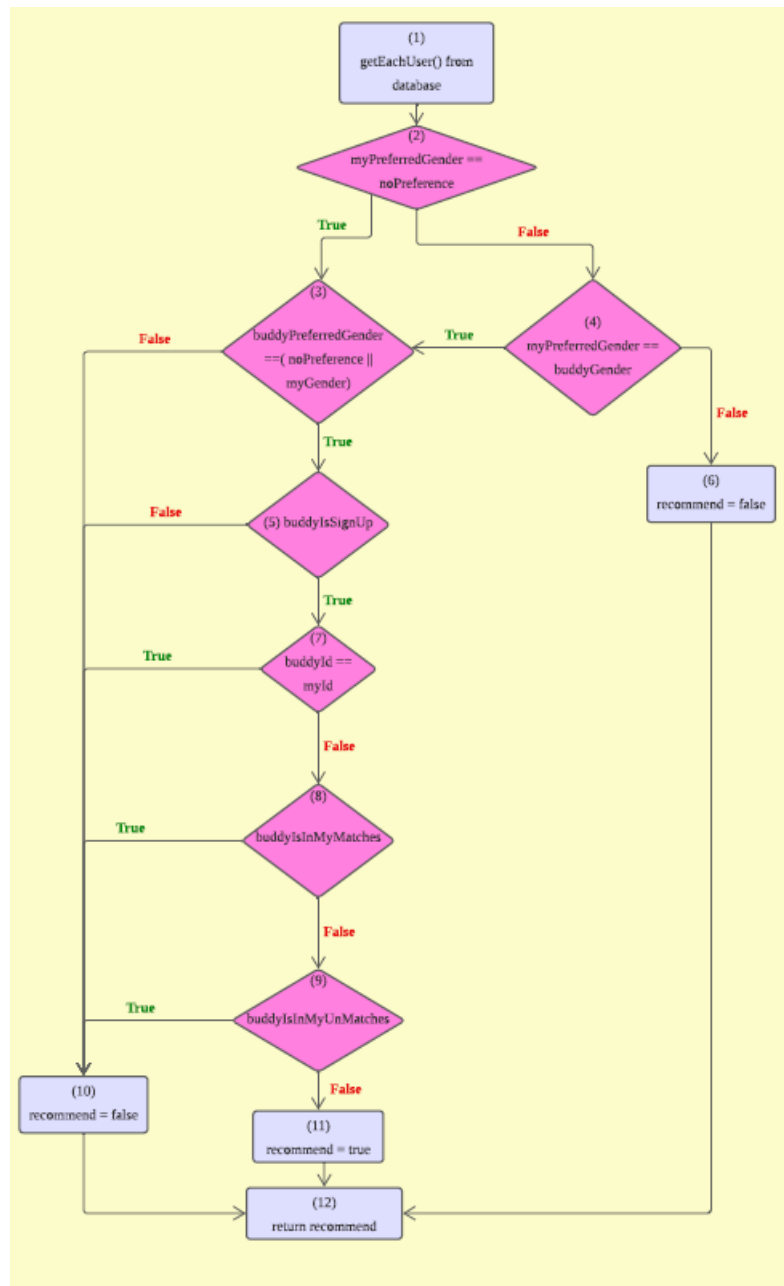 (1)
getEachUser() from
database
(2)
myPreferredGender ==
noPreference
True
False
(3)
buddyPreferredGender
==( noPreference ||
myGender)
False
True
(4)
myPreferredGender ==
buddyGender
True
False
(6)
recommend = false
False
(5) buddyIsSignUp
True
(7)
buddyId ==
myId
True
False
(8)
buddyIsInMyMatches
True
False
(9)
buddyIsInMyUnMatches
True
False
(10)
recommend = false
(11)
recommend = true
(12)
return recommend